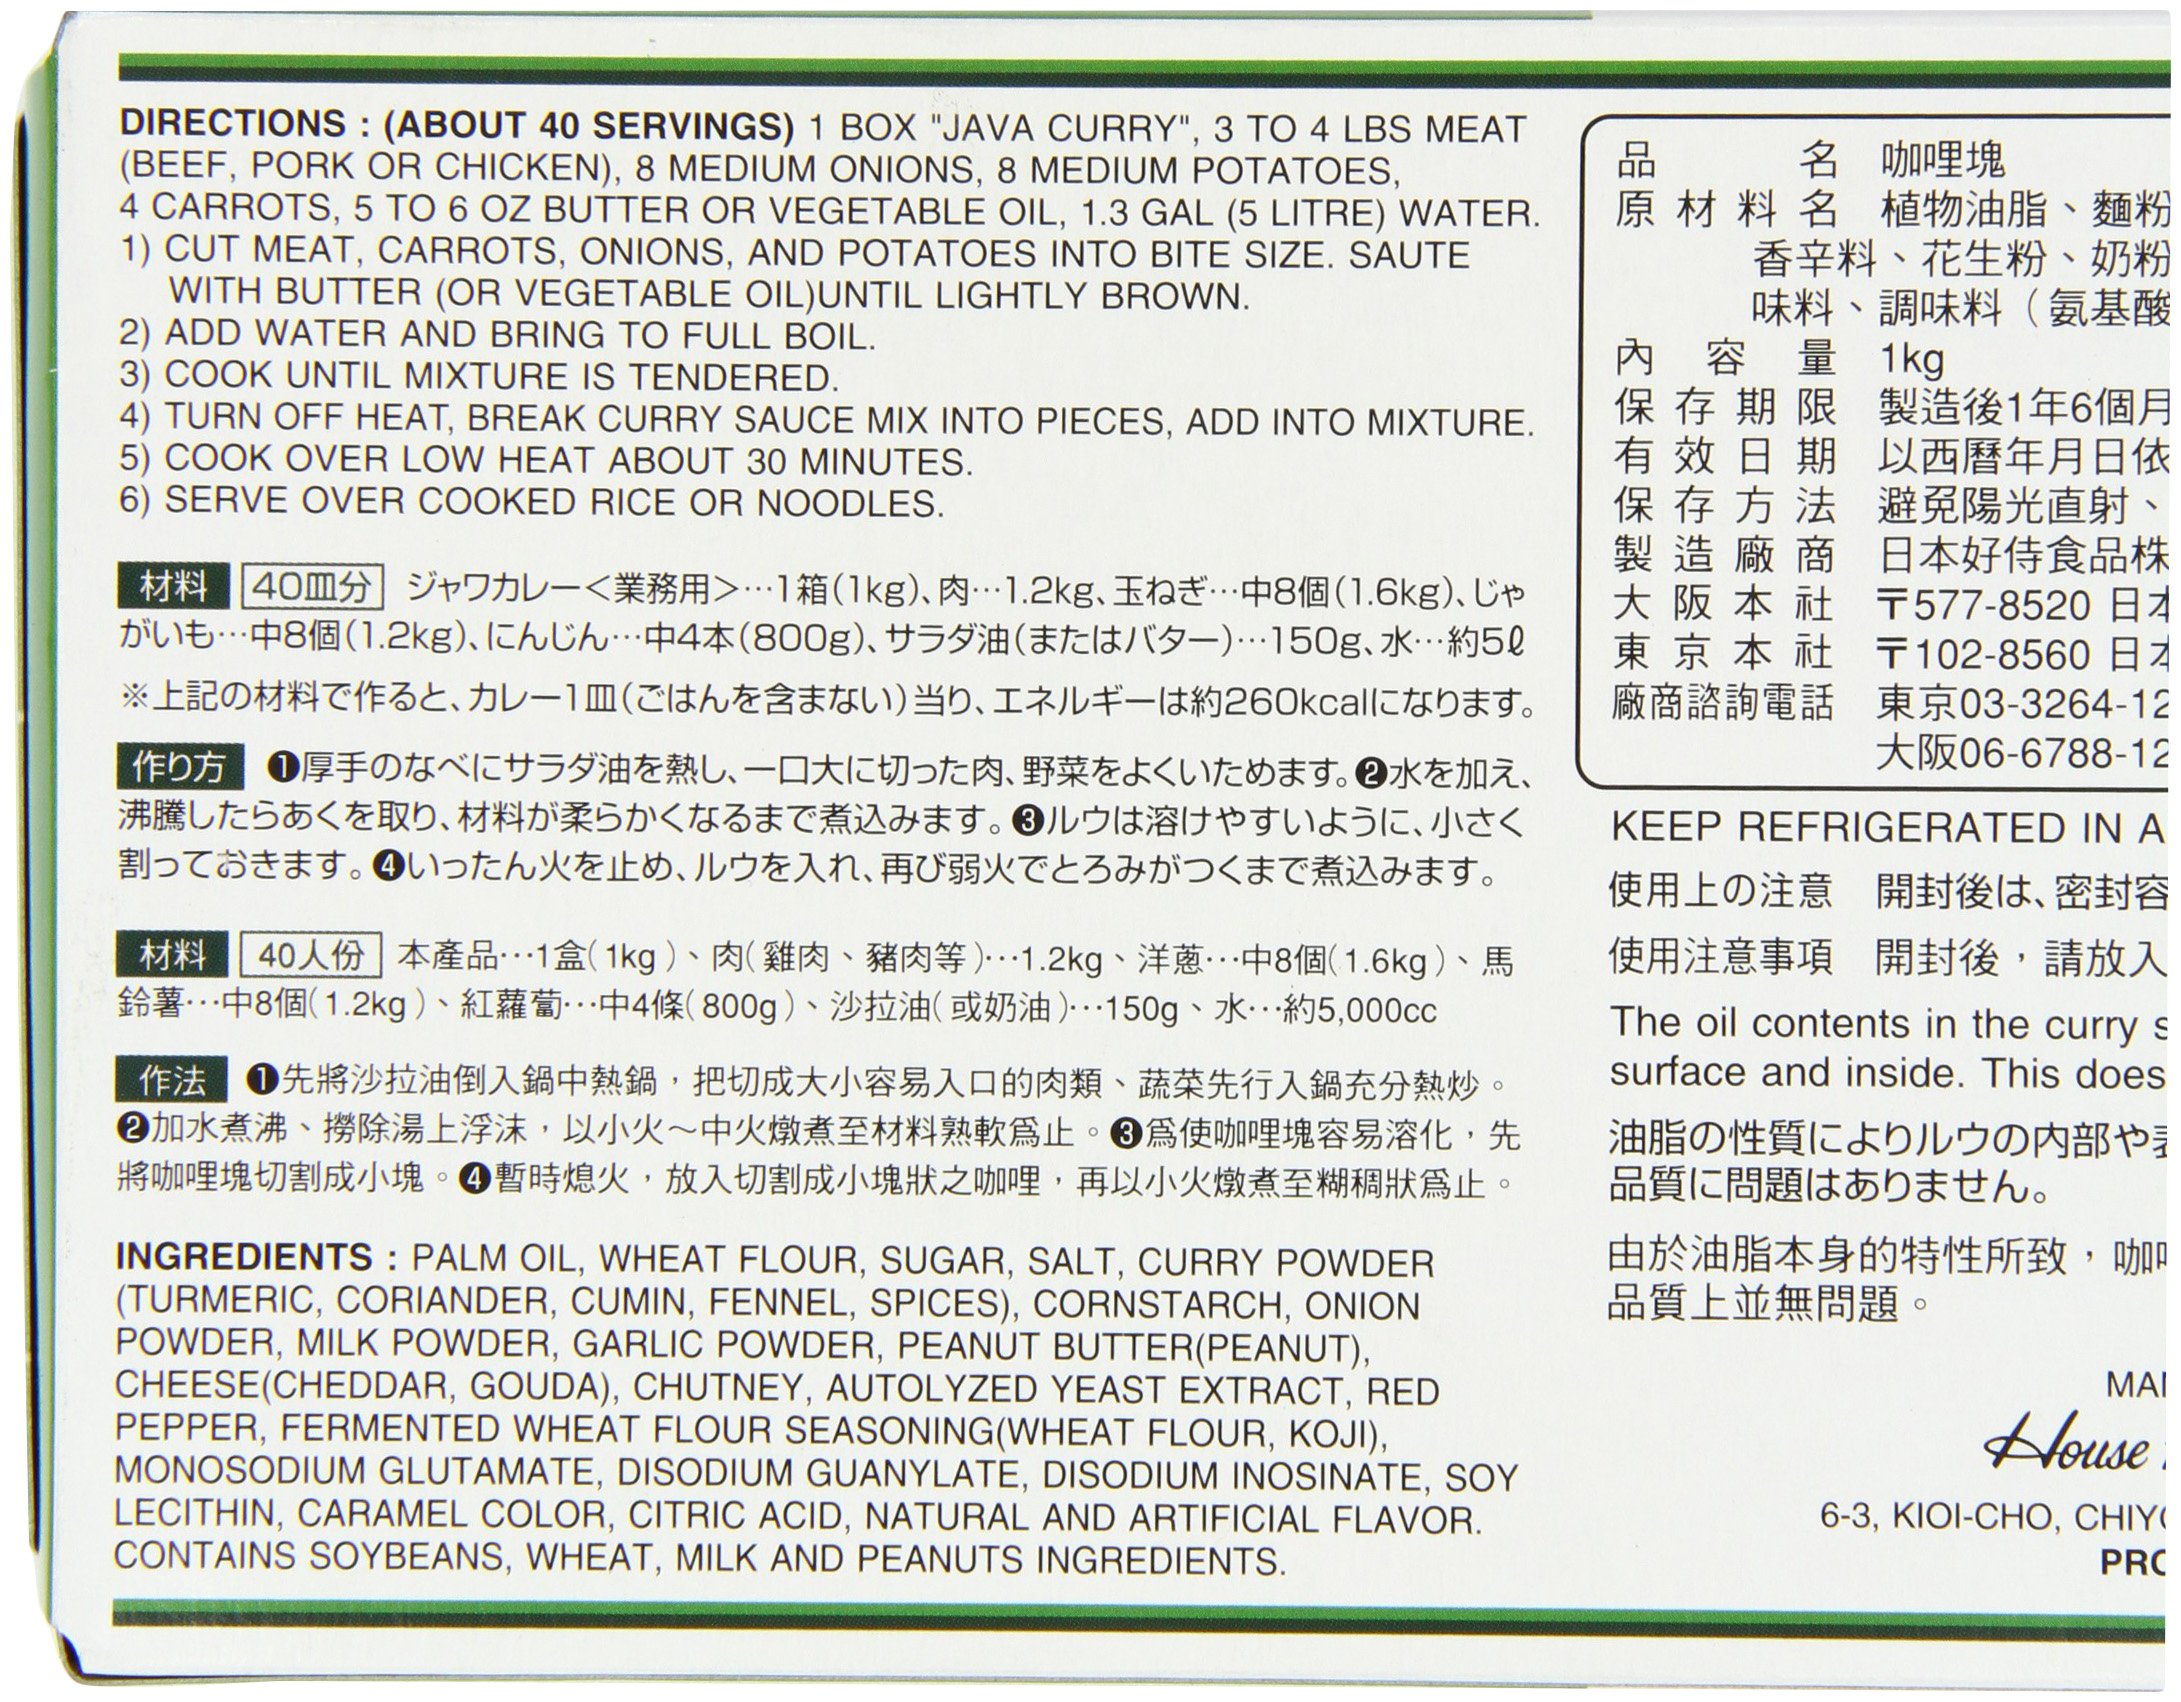 DIRECTIONS : (ABOUT 40 SERVINGS) 1 BOX "JAVA CURRY", 3 TO 4 LBS MEAT
(BEEF, PORK OR CHICKEN), 8 MEDIUM ONIONS, 8 MEDIUM POTATOES,
4 CARROTS, 5 TO 6 OZ BUTTER OR VEGETABLE OIL, 1.3 GAL (5 LITRE) WATER.
1) CUT MEAT, CARROTS, ONIONS, AND POTATOES INTO BITE SIZE. SAUTE
WITH BUTTER (OR VEGETABLE OIL)UNTIL LIGHTLY BROWN.
2) ADD WATER AND BRING TO FULL BOIL.
3) COOK UNTIL MIXTURE IS TENDERED.
4) TURN OFF HEAT, BREAK CURRY SAUCE MIX INTO PIECES, ADD INTO MIXTURE.
5) COOK OVER LOW HEAT ABOUT 30 MINUTES.
6) SERVE OVER COOKED RICE OR NOODLES.
材料 40皿分 ジャワカレー<業務用>…1箱(1kg)、肉…1.2kg、玉ねぎ…中8個(1.6kg)、じゃ
がいも…中8個(1.2kg)、にんじん…中4本(800g)、サラダ油(またはバター)…150g、水…約5ℓ
※上記の材料で作ると、カレー1皿(ごはんを含まない)当り、エネルギーは約260kcalになります。
作り方 ❶厚手のなべにサラダ油を熱し、一口大に切った肉、野菜をよくいためます。❷水を加え、
沸騰したらあくを取り、材料が柔らかくなるまで煮込みます。❸ルウは溶けやすいように、小さく
割っておきます。❹いったん火を止め、ルウを入れ、再び弱火でとろみがつくまで煮込みます。
材料 40人份 本產品…1盒(1kg)、肉(雞肉、豬肉等)…1.2kg、洋蔥…中8個(1.6kg)、馬
鈴薯…中8個(1.2kg)、紅蘿蔔…中4條(800g)、沙拉油(或奶油)…150g、水…約5,000cc
作法 ❶先將沙拉油倒入鍋中熱鍋，把切成大小容易入口的肉類、蔬菜先行入鍋充分熱炒。
❷加水煮沸、撈除湯上浮沫，以小火～中火燉煮至材料熟軟爲止。❸爲使咖哩塊容易溶化，先
將咖哩塊切割成小塊。❹暫時熄火，放入切割成小塊狀之咖哩，再以小火燉煮至糊稠狀爲止。
INGREDIENTS : PALM OIL, WHEAT FLOUR, SUGAR, SALT, CURRY POWDER
(TURMERIC, CORIANDER, CUMIN, FENNEL, SPICES), CORNSTARCH, ONION
POWDER, MILK POWDER, GARLIC POWDER, PEANUT BUTTER(PEANUT),
CHEESE(CHEDDAR, GOUDA), CHUTNEY, AUTOLYZED YEAST EXTRACT, RED
PEPPER, FERMENTED WHEAT FLOUR SEASONING(WHEAT FLOUR, KOJI),
MONOSODIUM GLUTAMATE, DISODIUM GUANYLATE, DISODIUM INOSINATE, SOY
LECITHIN, CARAMEL COLOR, CITRIC ACID, NATURAL AND ARTIFICIAL FLAVOR.
CONTAINS SOYBEANS, WHEAT, MILK AND PEANUTS INGREDIENTS.
品名 咖哩塊
原材料名 植物油脂、麵粉
香辛料、花生粉、奶粉
味料、調味料（氨基酸
內容量 1kg
保存期限 製造後1年6個月
有效日期 以西曆年月日依
保存方法 避免陽光直射、
製造廠商 日本好侍食品株
大阪本社 〒577-8520 日本
東京本社 〒102-8560 日本
廠商諮詢電話 東京03-3264-12
大阪06-6788-12
KEEP REFRIGERATED IN A
使用上の注意 開封後は、密封容
使用注意事項 開封後，請放入
The oil contents in the curry s
surface and inside. This does
油脂の性質によりルウの内部や表
品質に問題はありません。
由於油脂本身的特性所致，咖哩
品質上並無問題。
MAN
House
6-3, KIOI-CHO, CHIYO
PRO